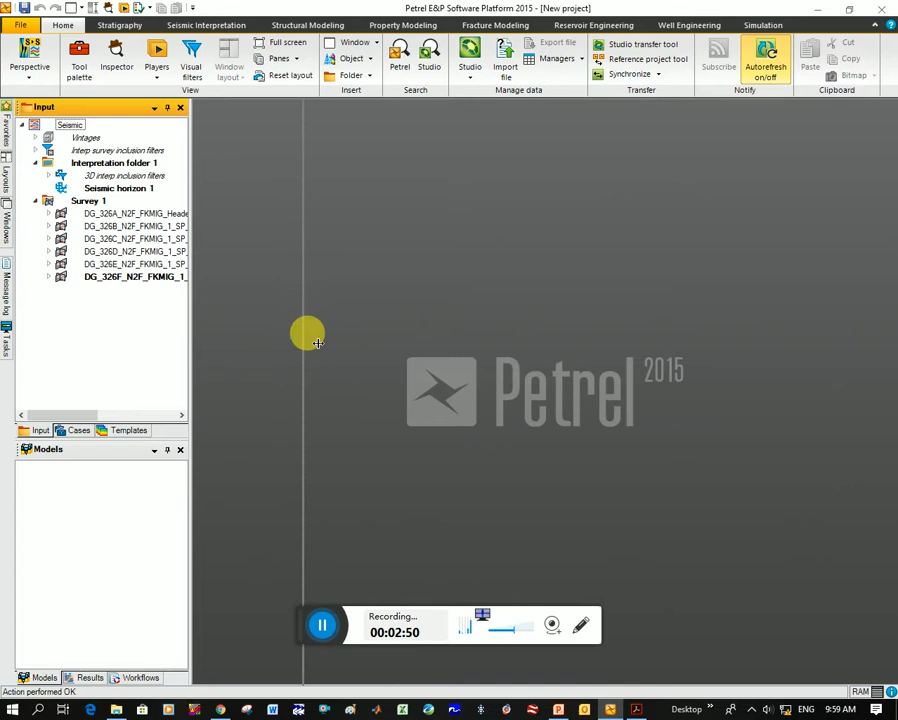 Petrel E&P Software Platform 2015 - [New project]
File Home Stratigraphy Seismic Interpretation Structural Modeling Property Modeling Fracture Modeling Reservoir Engineering Well Engineering Simulation
Perspective
Tool palette
Inspector
Players
Visual filters
Window layout
Full screen
Panes
Reset layout
View
Window
Object
Folder
Insert
Petrel
Studio
Search
Studio
Import file
Export file
Managers
Manage data
Studio transfer tool
Reference project tool
Synchronize
Transfer
Subscribe
Autorefresh on/off
Notify
Paste
Cut
Copy
Bitmap
Clipboard
Favorites
Layouts
Windows
Message log
Tasks
Input
Seismic
Vintages
Interp survey inclusion filters
Interpretation folder 1
3D interp inclusion filters
Seismic horizon 1
Survey 1
DG_326A_N2F_FKMIG_Heade
DG_326B_N2F_FKMIG_1_SP_
DG_326C_N2F_FKMIG_1_SP_
DG_326D_N2F_FKMIG_1_SP_
DG_326E_N2F_FKMIG_1_SP_
DG_326F_N2F_FKMIG_1_
Input Cases Templates
Models
Petrel 2015
Recording...
00:02:50
Models Results Workflows
Action performed OK
RAM
Desktop
ENG
9:59 AM